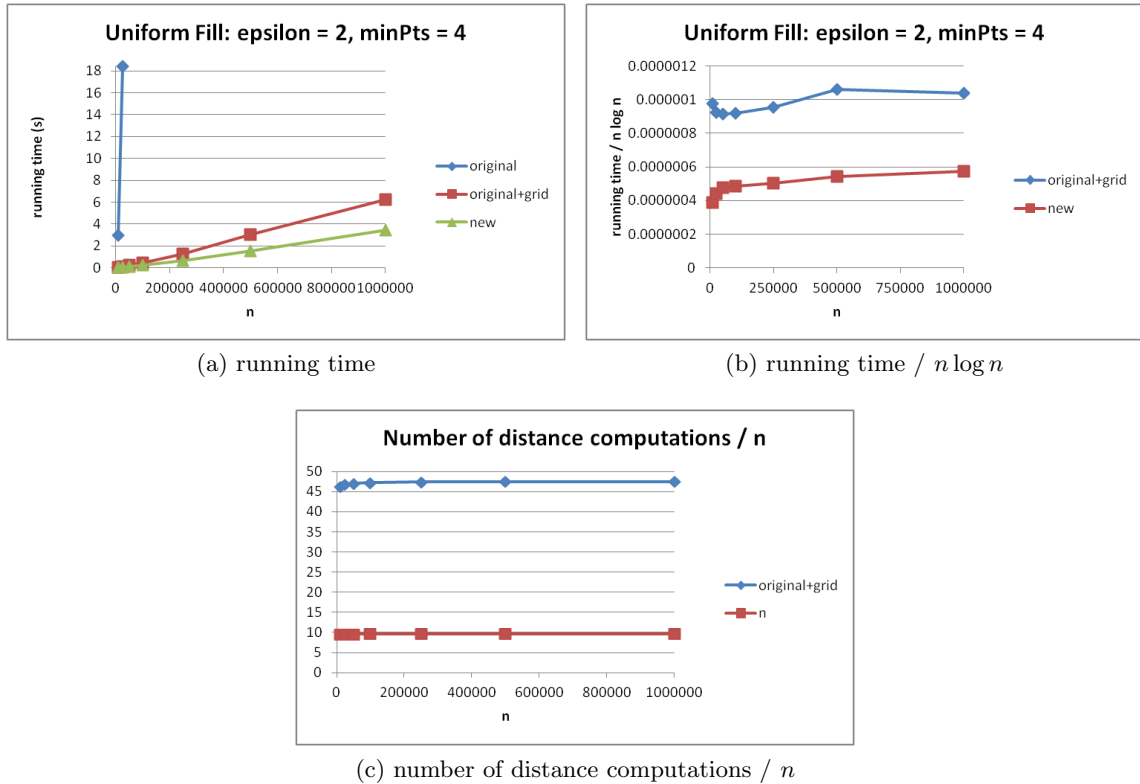 Uniform Fill: epsilon = 2, minPts = 4
running time (s)
18
16
14
12
10
8
6
4
2
0
0 200000 400000 600000 800000 1000000
n
original
original+grid
new
(a) running time
Uniform Fill: epsilon = 2, minPts = 4
running time / n log n
0.0000012
0.000001
0.0000008
0.0000006
0.0000004
0.0000002
0
0 250000 500000 750000 1000000
n
original+grid
new
(b) running time / n log n
Number of distance computations / n
50
45
40
35
30
25
20
15
10
5
0
0 200000 400000 600000 800000 1000000
n
original+grid
n
(c) number of distance computations / n